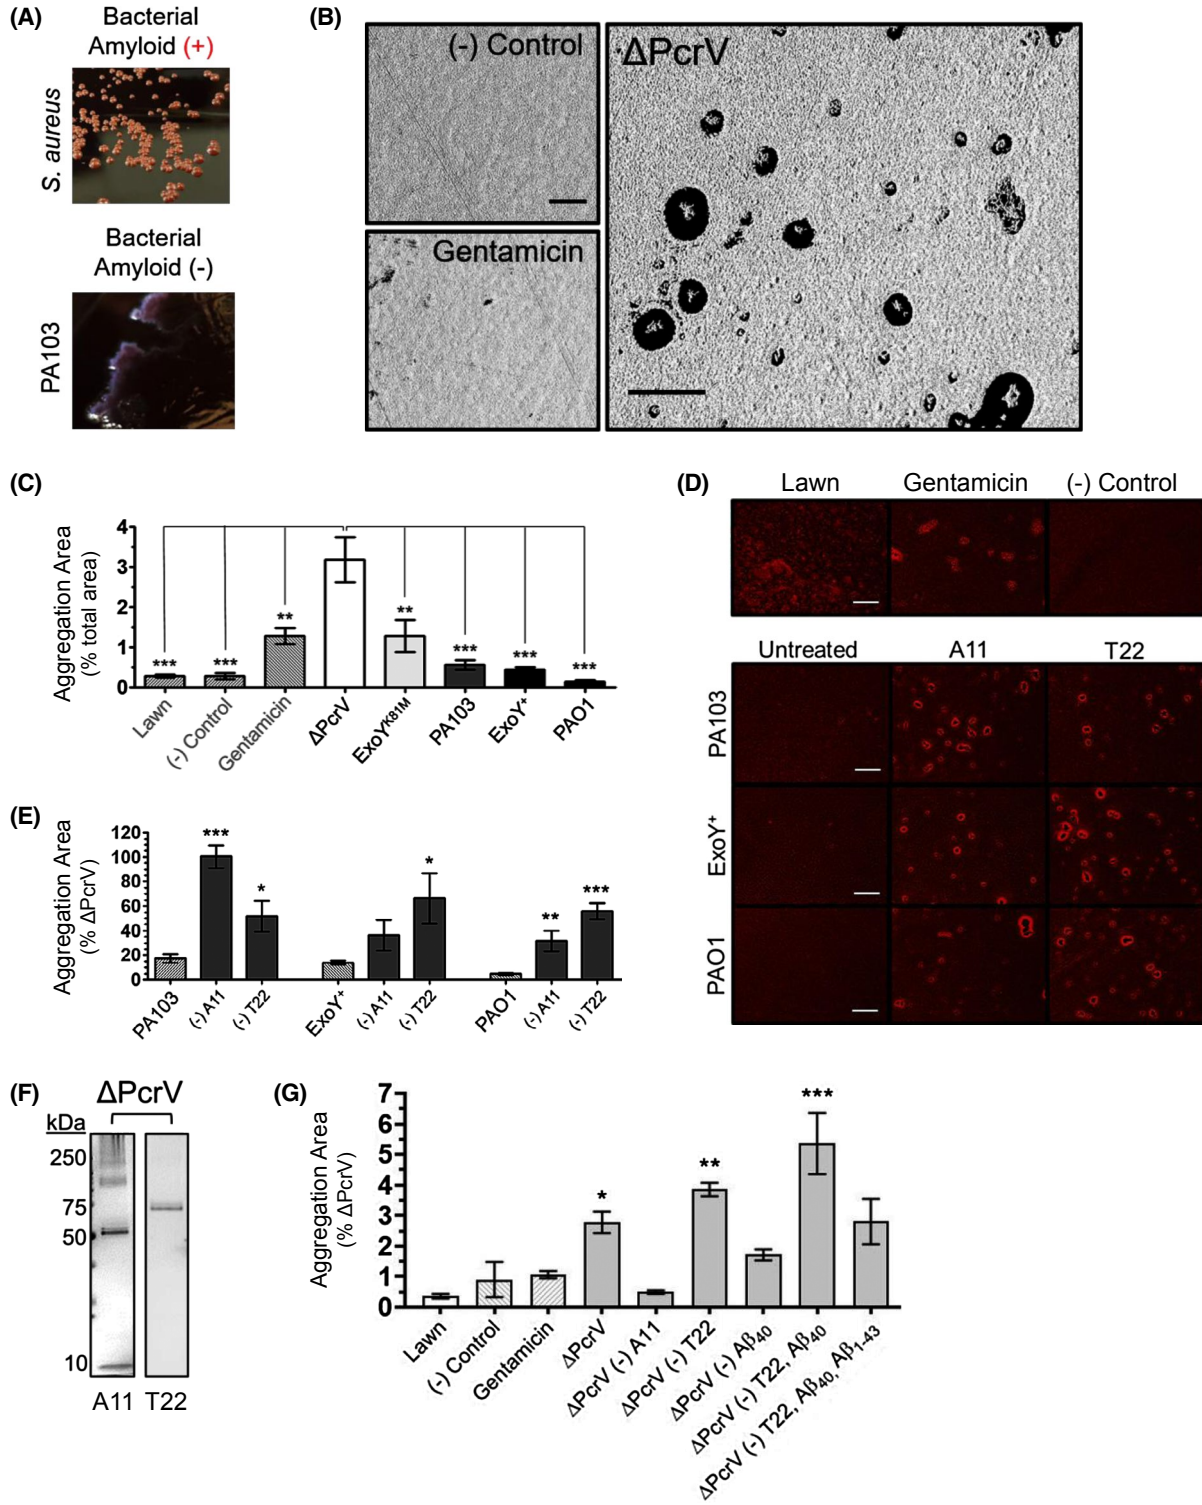 (A)
Bacterial
Amyloid (+)
S. aureus
Bacterial
Amyloid (-)
PA103
(B)
(-) Control
Gentamicin
ΔPcrV
(C)
Aggregation Area
(% total area)
4
3
2
1
0
***
***
**
**
***
***
***
Lawn
(-) Control
Gentamicin
ΔPcrV
ExoYK81M
PA103
ExoY+
PAO1
(D)
Lawn
Gentamicin
(-) Control
Untreated
A11
T22
PA103
ExoY+
PAO1
(E)
Aggregation Area
(% ΔPcrV)
120
100
80
60
40
20
0
***
*
*
**
***
PA103
(-) A11
(-) T22
ExoY+
(-) A11
(-) T22
PAO1
(-) A11
(-) T22
(F)
ΔPcrV
kDa
250
75
50
10
A11 T22
(G)
Aggregation Area
(% ΔPcrV)
7
6
5
4
3
2
1
0
*
**
***
Lawn
(-) Control
Gentamicin
ΔPcrV
ΔPcrV (-) A11
ΔPcrV (-) T22
ΔPcrV (-) Aβ40
ΔPcrV (-) T22, Aβ40
ΔPcrV (-) T22, Aβ40, Aβ1-43